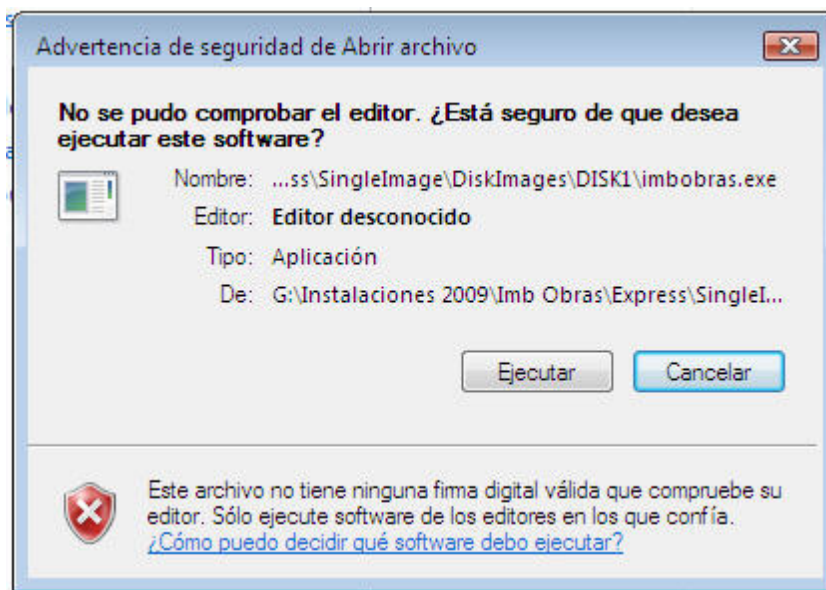 Advertencia de seguridad de Abrir archivo
No se pudo comprobar el editor. ¿Está seguro de que desea
ejecutar este software?
Nombre: ...ss\SingleImage\DiskImages\DISK1\imbobras.exe
Editor: Editor desconocido
Tipo: Aplicación
De: G:\Instalaciones 2009\Imb Obras\Express\SingleI...
Ejecutar Cancelar
Este archivo no tiene ninguna firma digital válida que compruebe su
editor. Sólo ejecute software de los editores en los que confía.
¿Cómo puedo decidir qué software debo ejecutar?